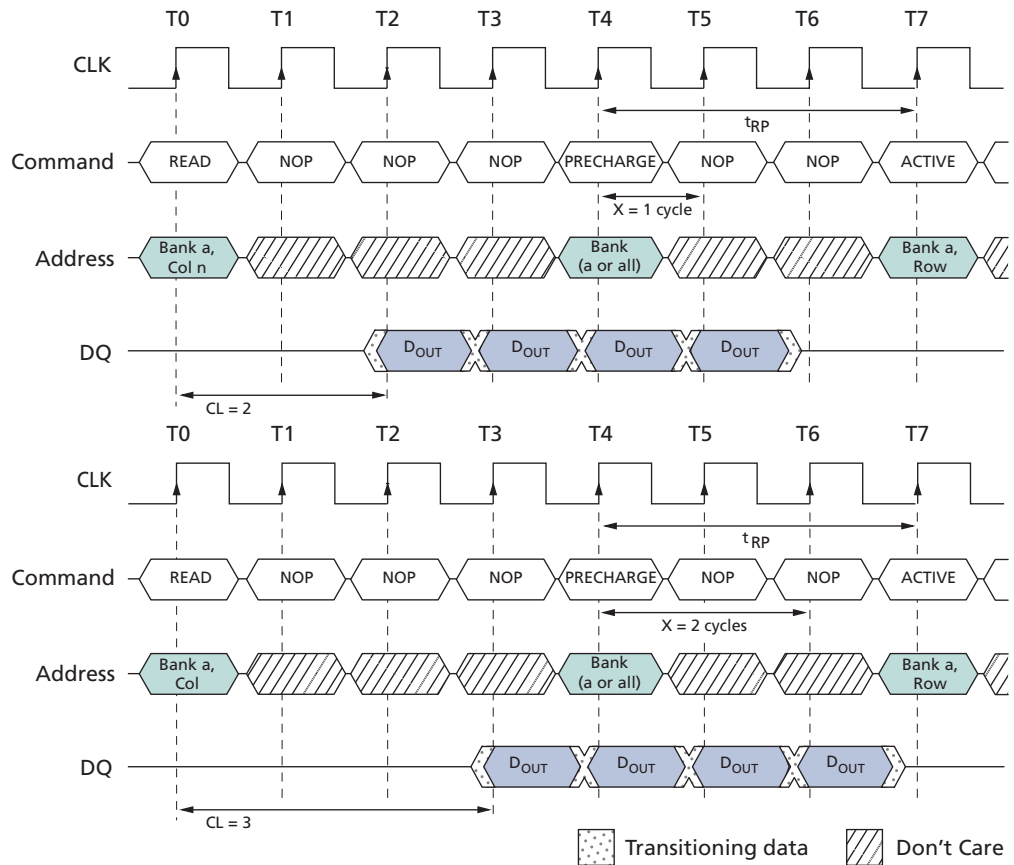 T0 T1 T2 T3 T4 T5 T6 T7
CLK
tRP
Command READ NOP NOP NOP PRECHARGE NOP NOP ACTIVE
X = 1 cycle
Address Bank a, Col n Bank (a or all) Bank a, Row
DQ DOUT DOUT DOUT DOUT
CL = 2
T0 T1 T2 T3 T4 T5 T6 T7
CLK
tRP
Command READ NOP NOP NOP PRECHARGE NOP NOP ACTIVE
X = 2 cycles
Address Bank a, Col Bank (a or all) Bank a, Row
DQ DOUT DOUT DOUT DOUT
CL = 3
Transitioning data Don't Care